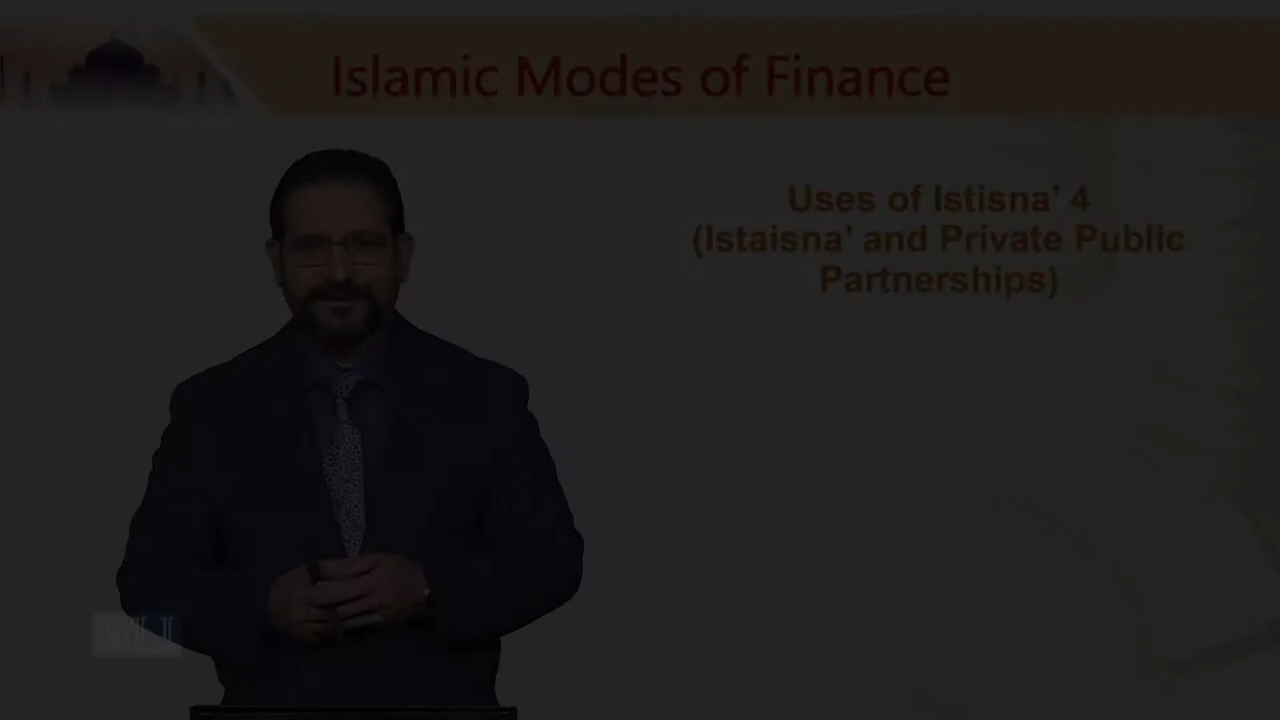 Islamic Modes of Finance
Uses of Istisna’ 4
(Istaisna’ and Private Public
Partnerships)